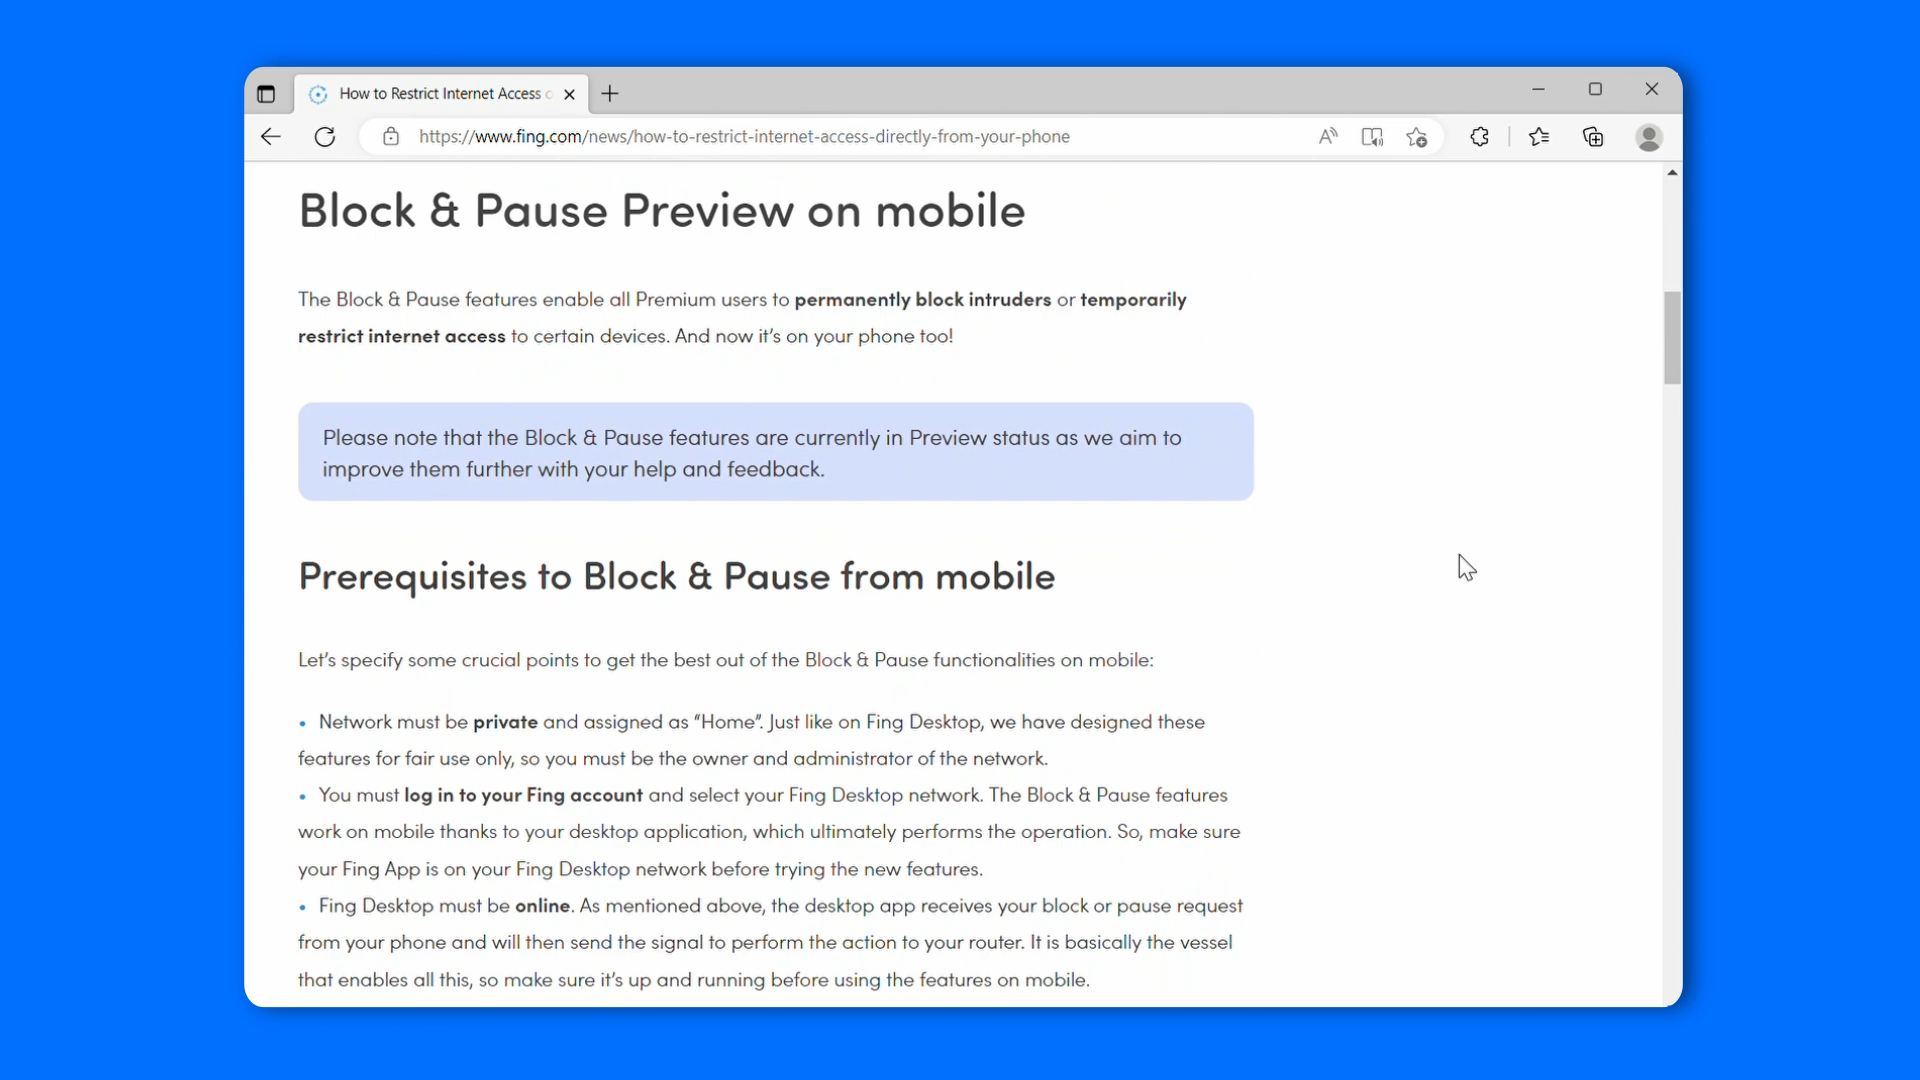 How to Restrict Internet Access
https://www.fing.com/news/how-to-restrict-internet-access-directly-from-your-phone
Block & Pause Preview on mobile
The Block & Pause features enable all Premium users to permanently block intruders or temporarily
restrict internet access to certain devices. And now it’s on your phone too!
Please note that the Block & Pause features are currently in Preview status as we aim to
improve them further with your help and feedback.
Prerequisites to Block & Pause from mobile
Let’s specify some crucial points to get the best out of the Block & Pause functionalities on mobile:
• Network must be private and assigned as “Home”. Just like on Fing Desktop, we have designed these
features for fair use only, so you must be the owner and administrator of the network.
• You must log in to your Fing account and select your Fing Desktop network. The Block & Pause features
work on mobile thanks to your desktop application, which ultimately performs the operation. So, make sure
your Fing App is on your Fing Desktop network before trying the new features.
• Fing Desktop must be online. As mentioned above, the desktop app receives your block or pause request
from your phone and will then send the signal to perform the action to your router. It is basically the vessel
that enables all this, so make sure it’s up and running before using the features on mobile.